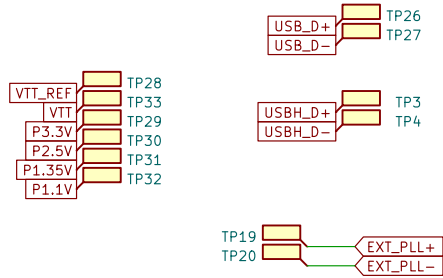 USB_D+ TP26
USB_D- TP27
VTT_REF TP28
VTT TP33
P3.3V TP29
P2.5V TP30
P1.35V TP31
P1.1V TP32
USBH_D+ TP3
USBH_D- TP4
TP19 EXT_PLL+
TP20 EXT_PLL-